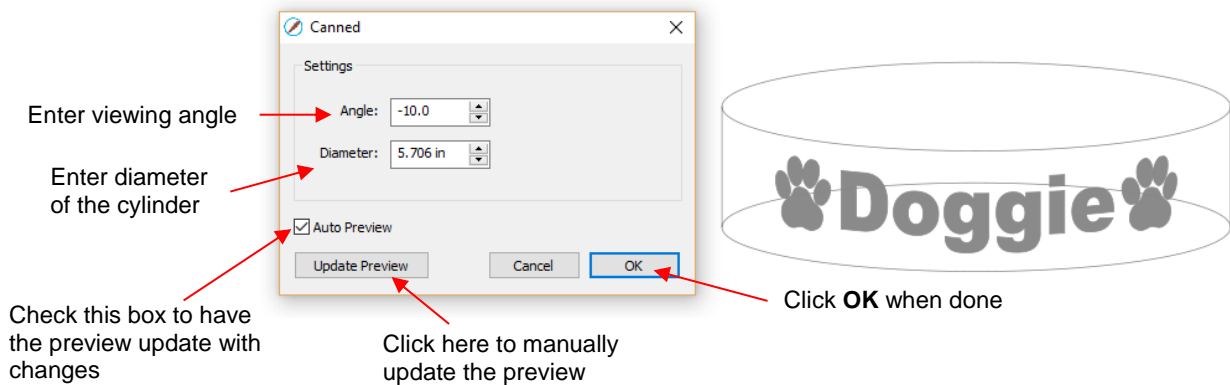 Canned
Settings
Enter viewing angle
Angle: -10.0
Diameter: 5.706 in
Enter diameter
of the cylinder
Doggie
Auto Preview
Update Preview Cancel OK
Click OK when done
Check this box to have
the preview update with
changes
Click here to manually
update the preview